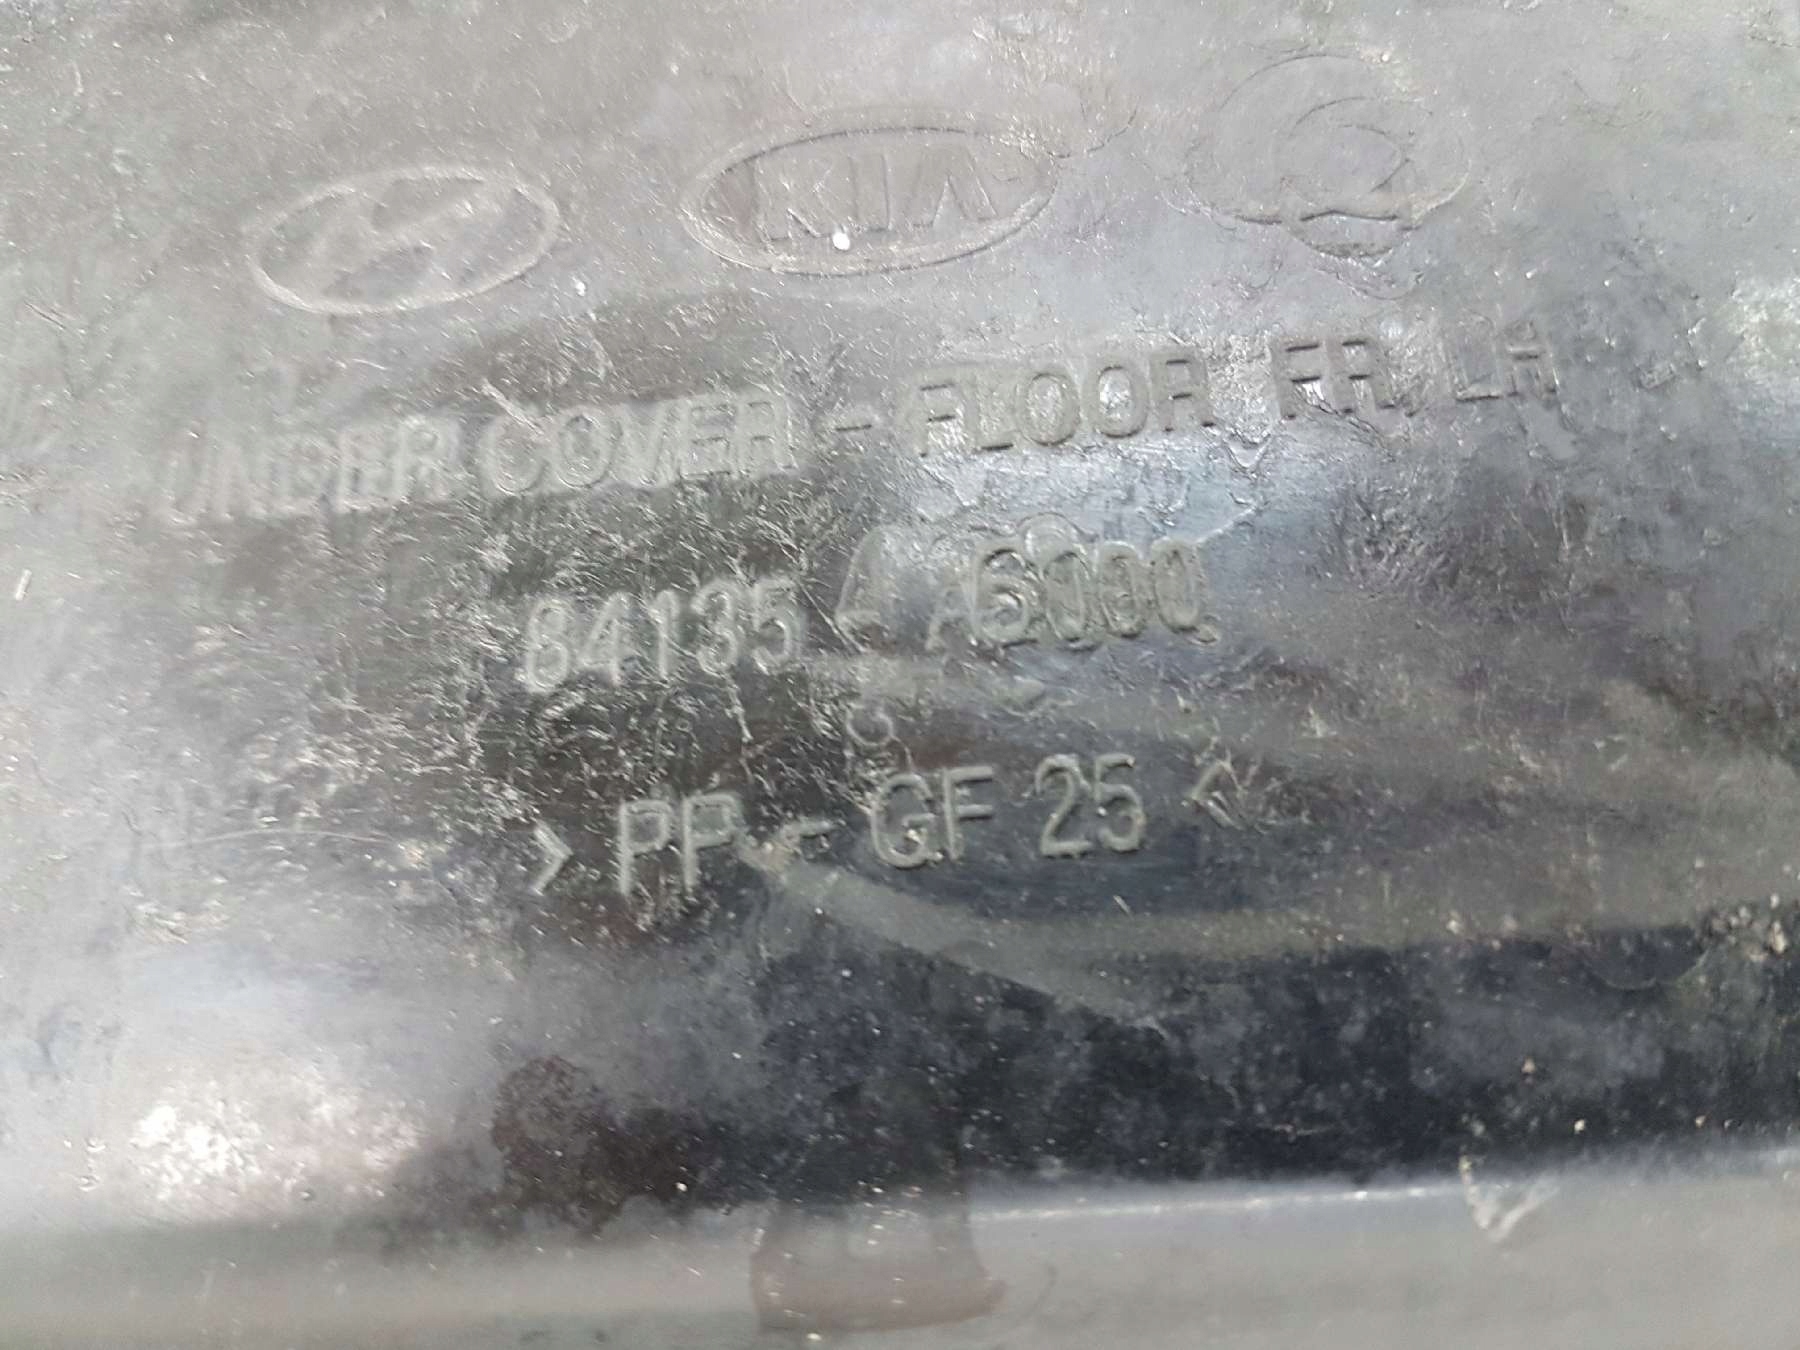 KIA
UNDER COVER - FLOOR FR, LH
84135 - A6000
> PP - GF 25 <